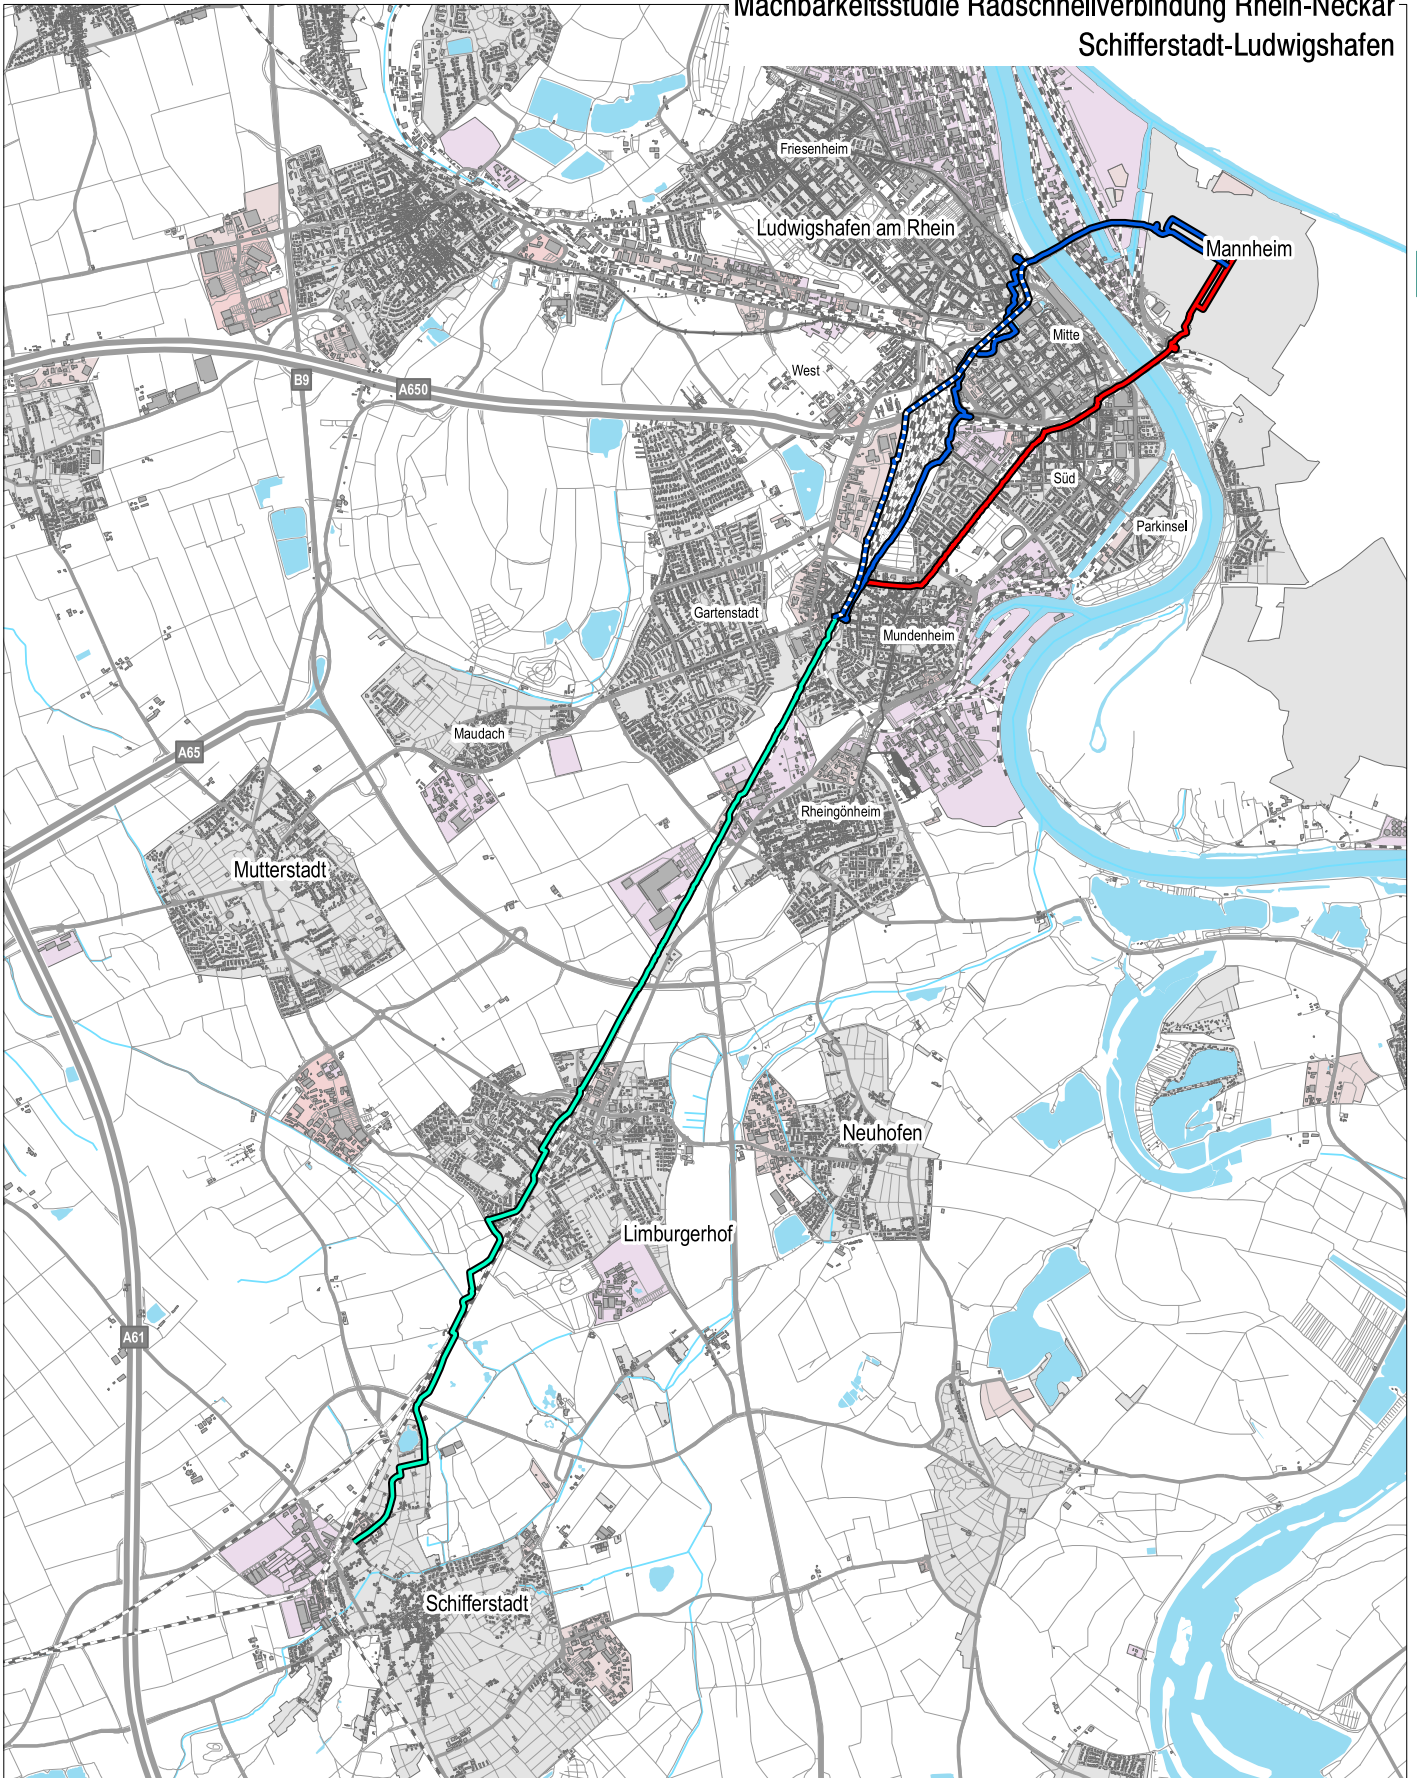 Machbarkeitsstudie Radschnellverbindung Rhein-Neckar
Schifferstadt-Ludwigshafen
Friesenheim
Ludwigshafen am Rhein
Mannheim
Mitte
West
B9
A650
Süd
Parkinsel
Gartenstadt
Mundenheim
Maudach
A65
Rheingönheim
Mutterstadt
Neuhofen
Limburgerhof
A61
Schifferstadt